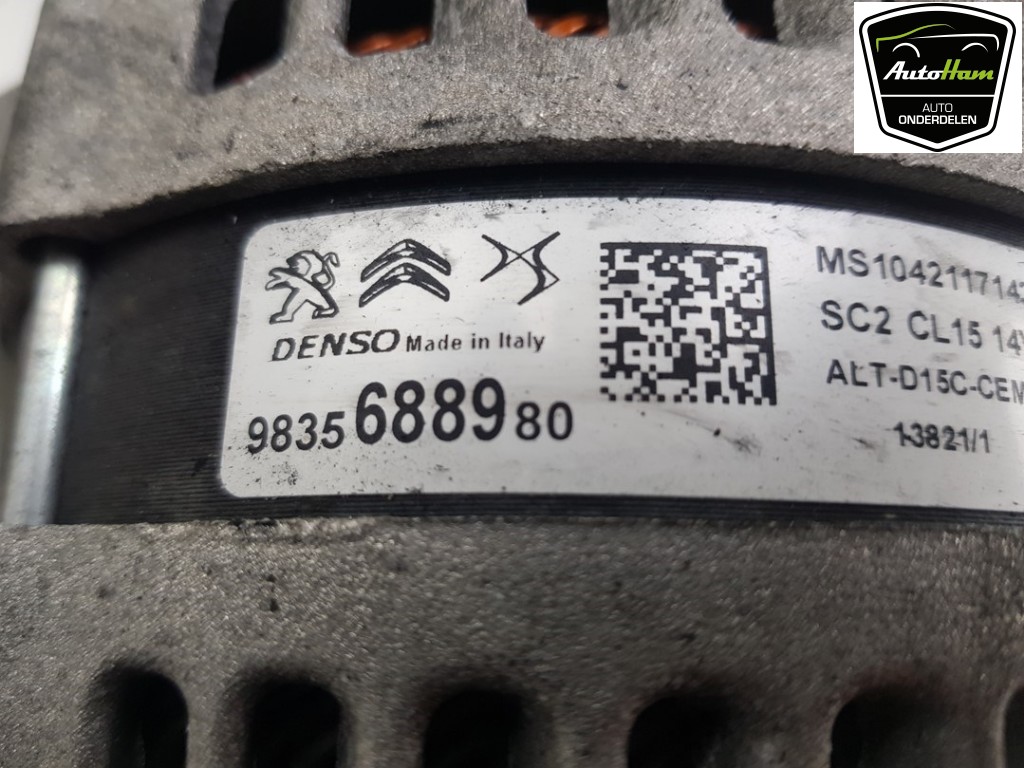 AutoHam
AUTO
ONDERDELEN
DENSO Made in Italy
9835688980
MS104211714
SC2 CL15 14V
ALT-D15C-CEM
13821/1